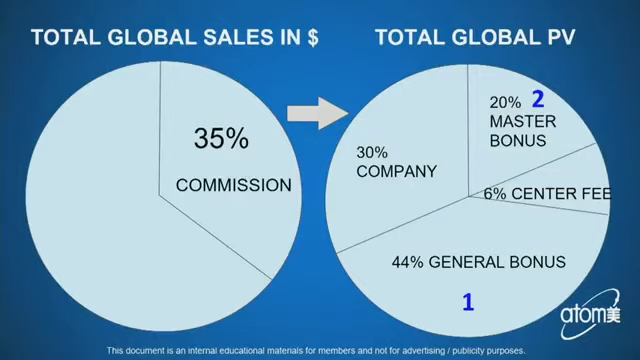 TOTAL GLOBAL SALES IN $
TOTAL GLOBAL PV
35%
COMMISSION
20% 2
MASTER
BONUS
30%
COMPANY
6% CENTER FEE
44% GENERAL BONUS
1
atom美
This document is an internal educational materials for members and not for advertising / publicity purposes.